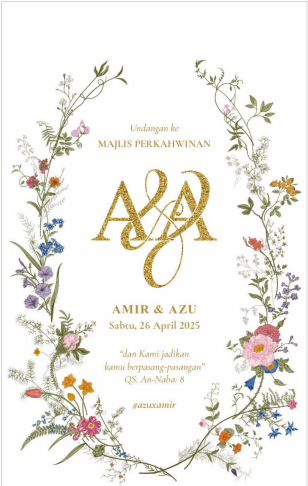 Undangan ke
MAJLIS PERKAHWINAN
A&A
AMIR & AZU
Sabtu, 26 April 2025
"dan Kami jadikan
kamu berpasang-pasangan"
QS. An-Naba: 8
#azuxamir